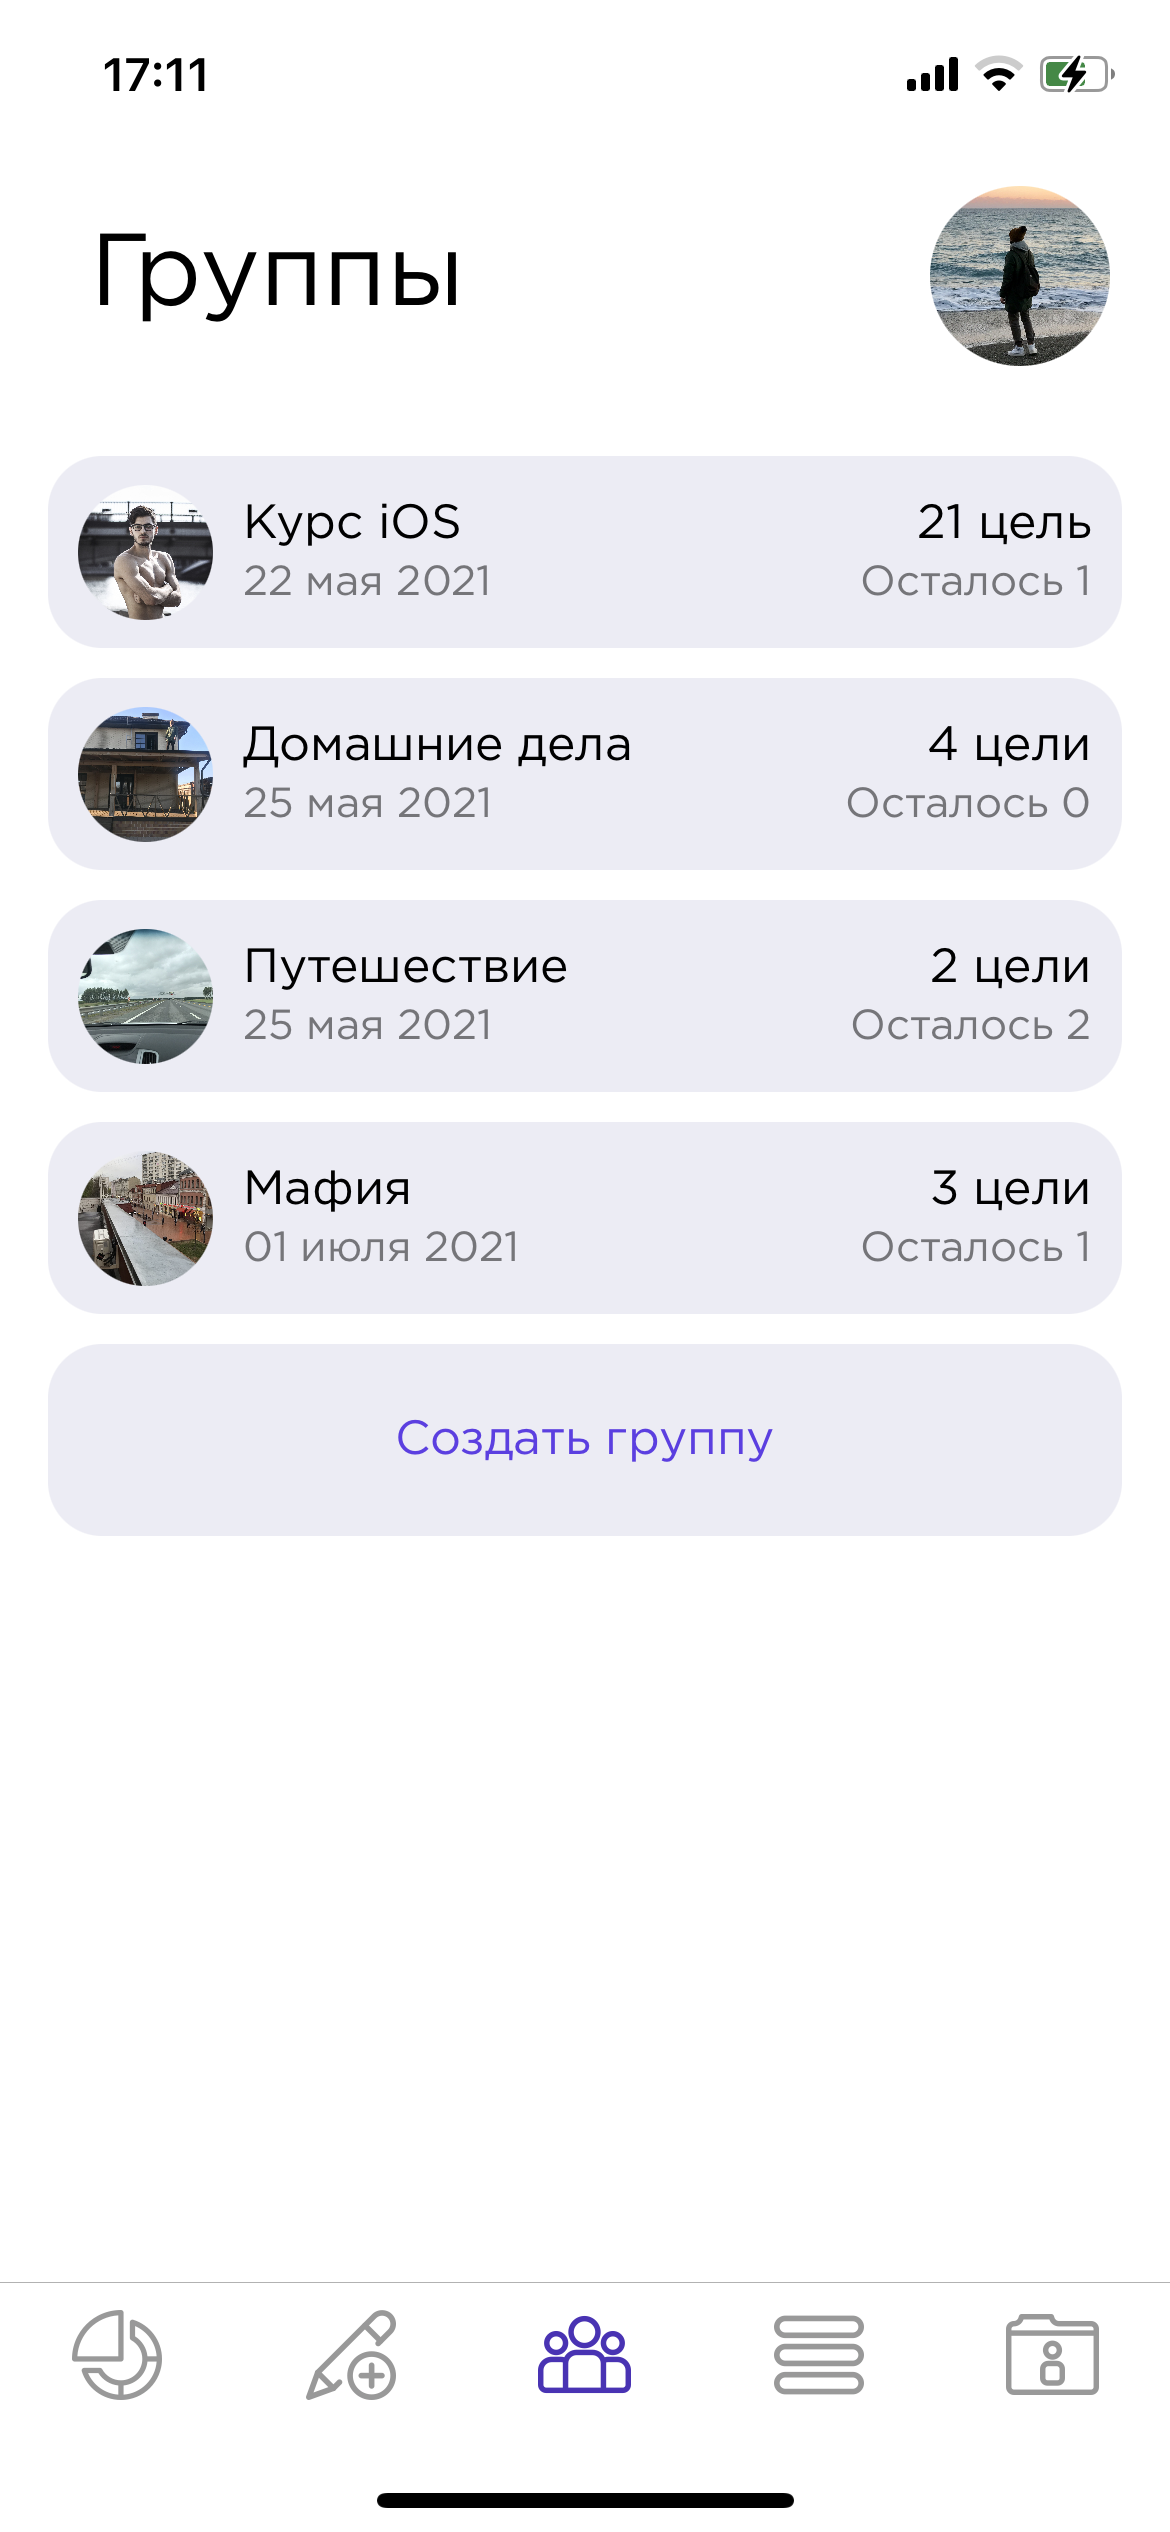 17:11
Группы
Курс iOS
21 цель
22 мая 2021
Осталось 1
Домашние дела
4 цели
25 мая 2021
Осталось 0
Путешествие
2 цели
25 мая 2021
Осталось 2
Мафия
3 цели
01 июля 2021
Осталось 1
Создать группу